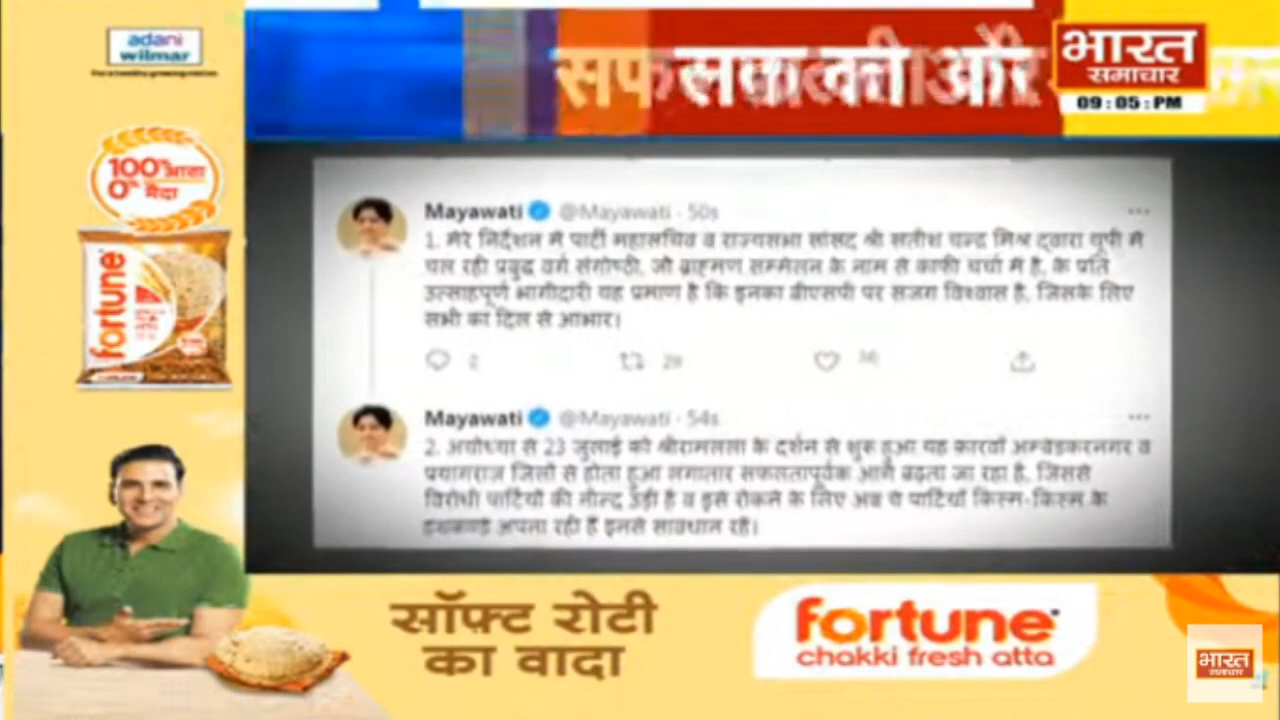 adani
wilmar
For a healthy growing nation
भारत
समाचार
09:05:PM
100% आटा
0% मैदा
fortune
Mayawati @Mayawati · 50s
1. मेरे निर्देशन में पार्टी महासचिव व राज्यसभा सांसद श्री सतीश चन्द्र मिश्र द्वारा यूपी में
चल रही प्रबुद्ध वर्ग संगोष्ठी, जो ब्राह्मण सम्मेलन के नाम से काफी चर्चा में है, के प्रति
उत्साहपूर्ण भागीदारी यह प्रमाण है कि इनका बीएसपी पर सजग विश्वास है, जिसके लिए
सभी का दिल से आभार।
Mayawati @Mayawati · 54s
2. अयोध्या से 23 जुलाई को श्रीरामलला के दर्शन से शुरू हुआ यह कारवाँ अम्बेडकरनगर व
प्रयागराज जिलों से होता हुआ लगातार सफलतापूर्वक आगे बढ़ता जा रहा है, जिससे
विरोधी पार्टियों की नीन्द उड़ी है व इसे रोकने के लिए अब ये पार्टियाँ किस्म-किस्म के
हथकण्डे अपना रही हैं इनसे सावधान रहें।
सॉफ़्ट रोटी
का वादा
fortune
chakki fresh atta
भारत
समाचार